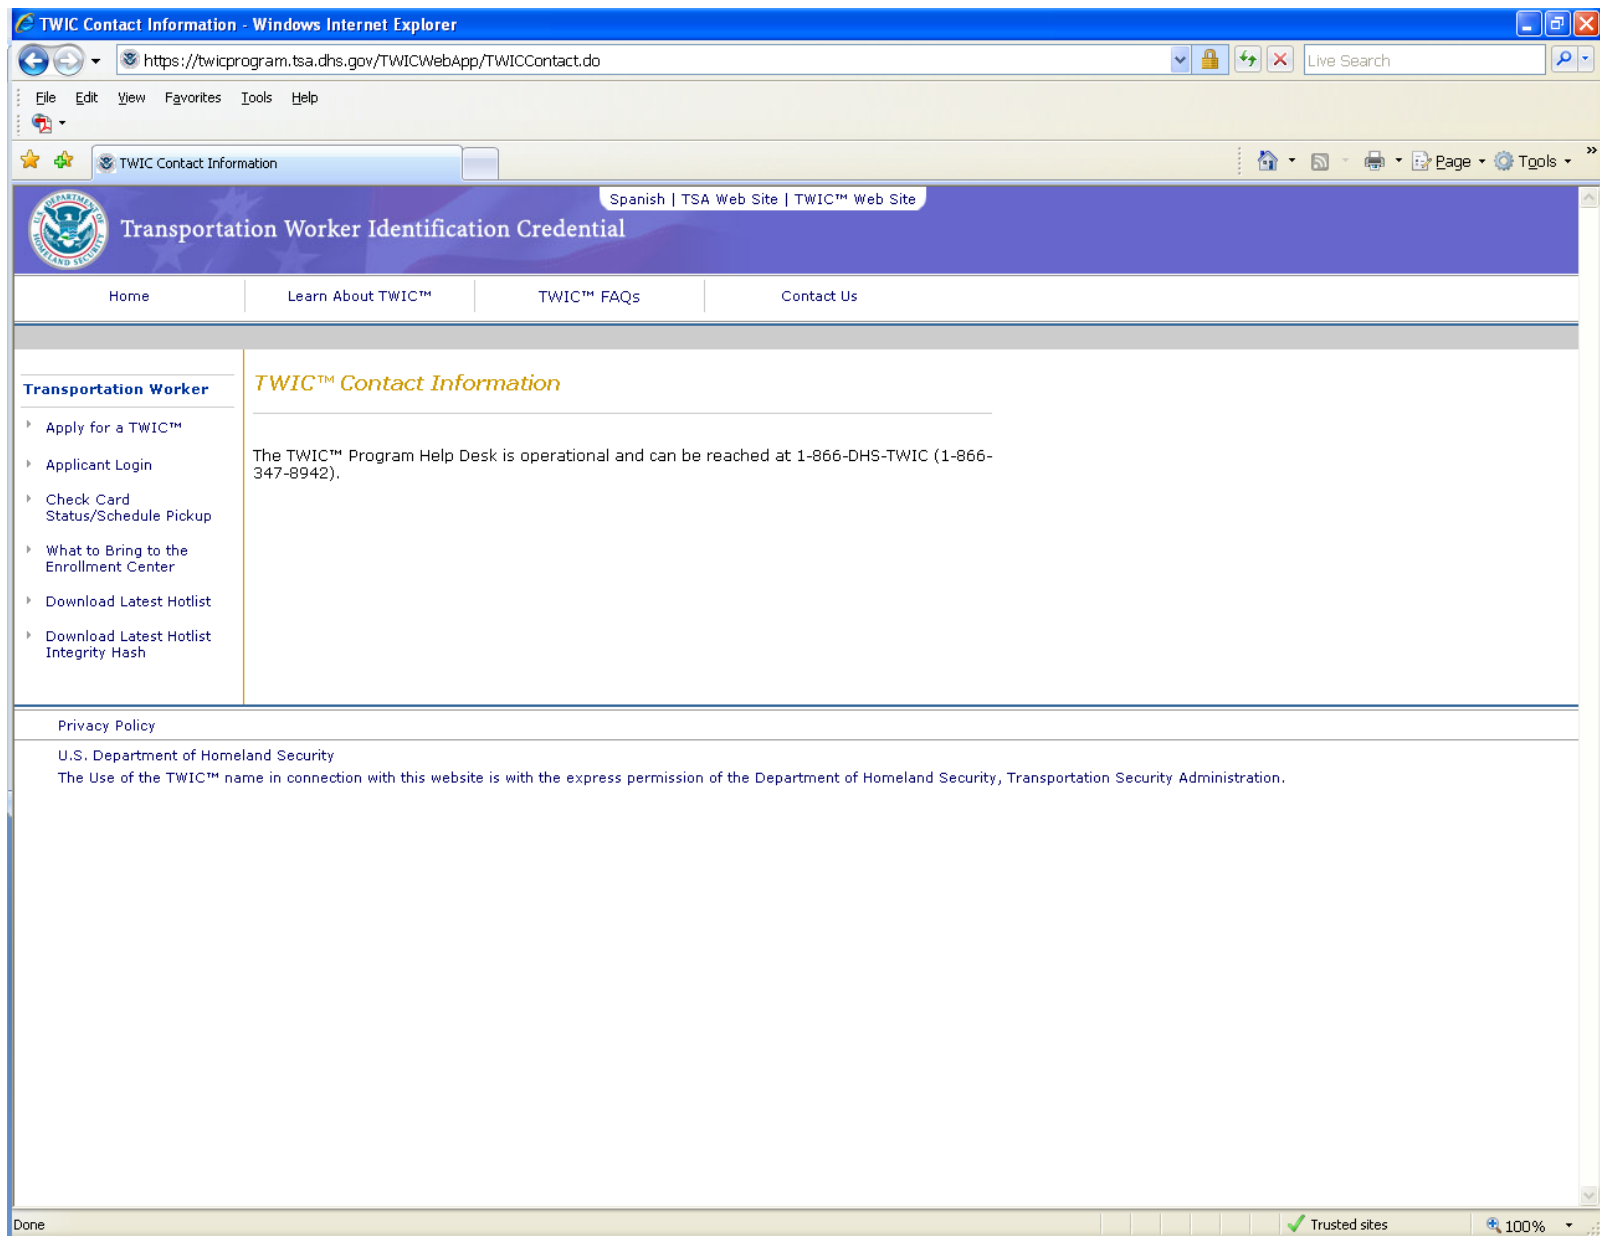 TWIC Contact Information - Windows Internet Explorer
https://twicprogram.tsa.dhs.gov/TWICWebApp/TWICContact.do
Live Search
File Edit View Favorites Tools Help
TWIC Contact Information
Page Tools »
Spanish | TSA Web Site | TWIC™ Web Site
U.S. DEPARTMENT OF HOMELAND SECURITY
Transportation Worker Identification Credential
Home Learn About TWIC™ TWIC™ FAQs Contact Us
Transportation Worker
Apply for a TWIC™
Applicant Login
Check Card
Status/Schedule Pickup
What to Bring to the
Enrollment Center
Download Latest Hotlist
Download Latest Hotlist
Integrity Hash
TWIC™ Contact Information
The TWIC™ Program Help Desk is operational and can be reached at 1-866-DHS-TWIC (1-866-
347-8942).
Privacy Policy
U.S. Department of Homeland Security
The Use of the TWIC™ name in connection with this website is with the express permission of the Department of Homeland Security, Transportation Security Administration.
Done
Trusted sites
100%